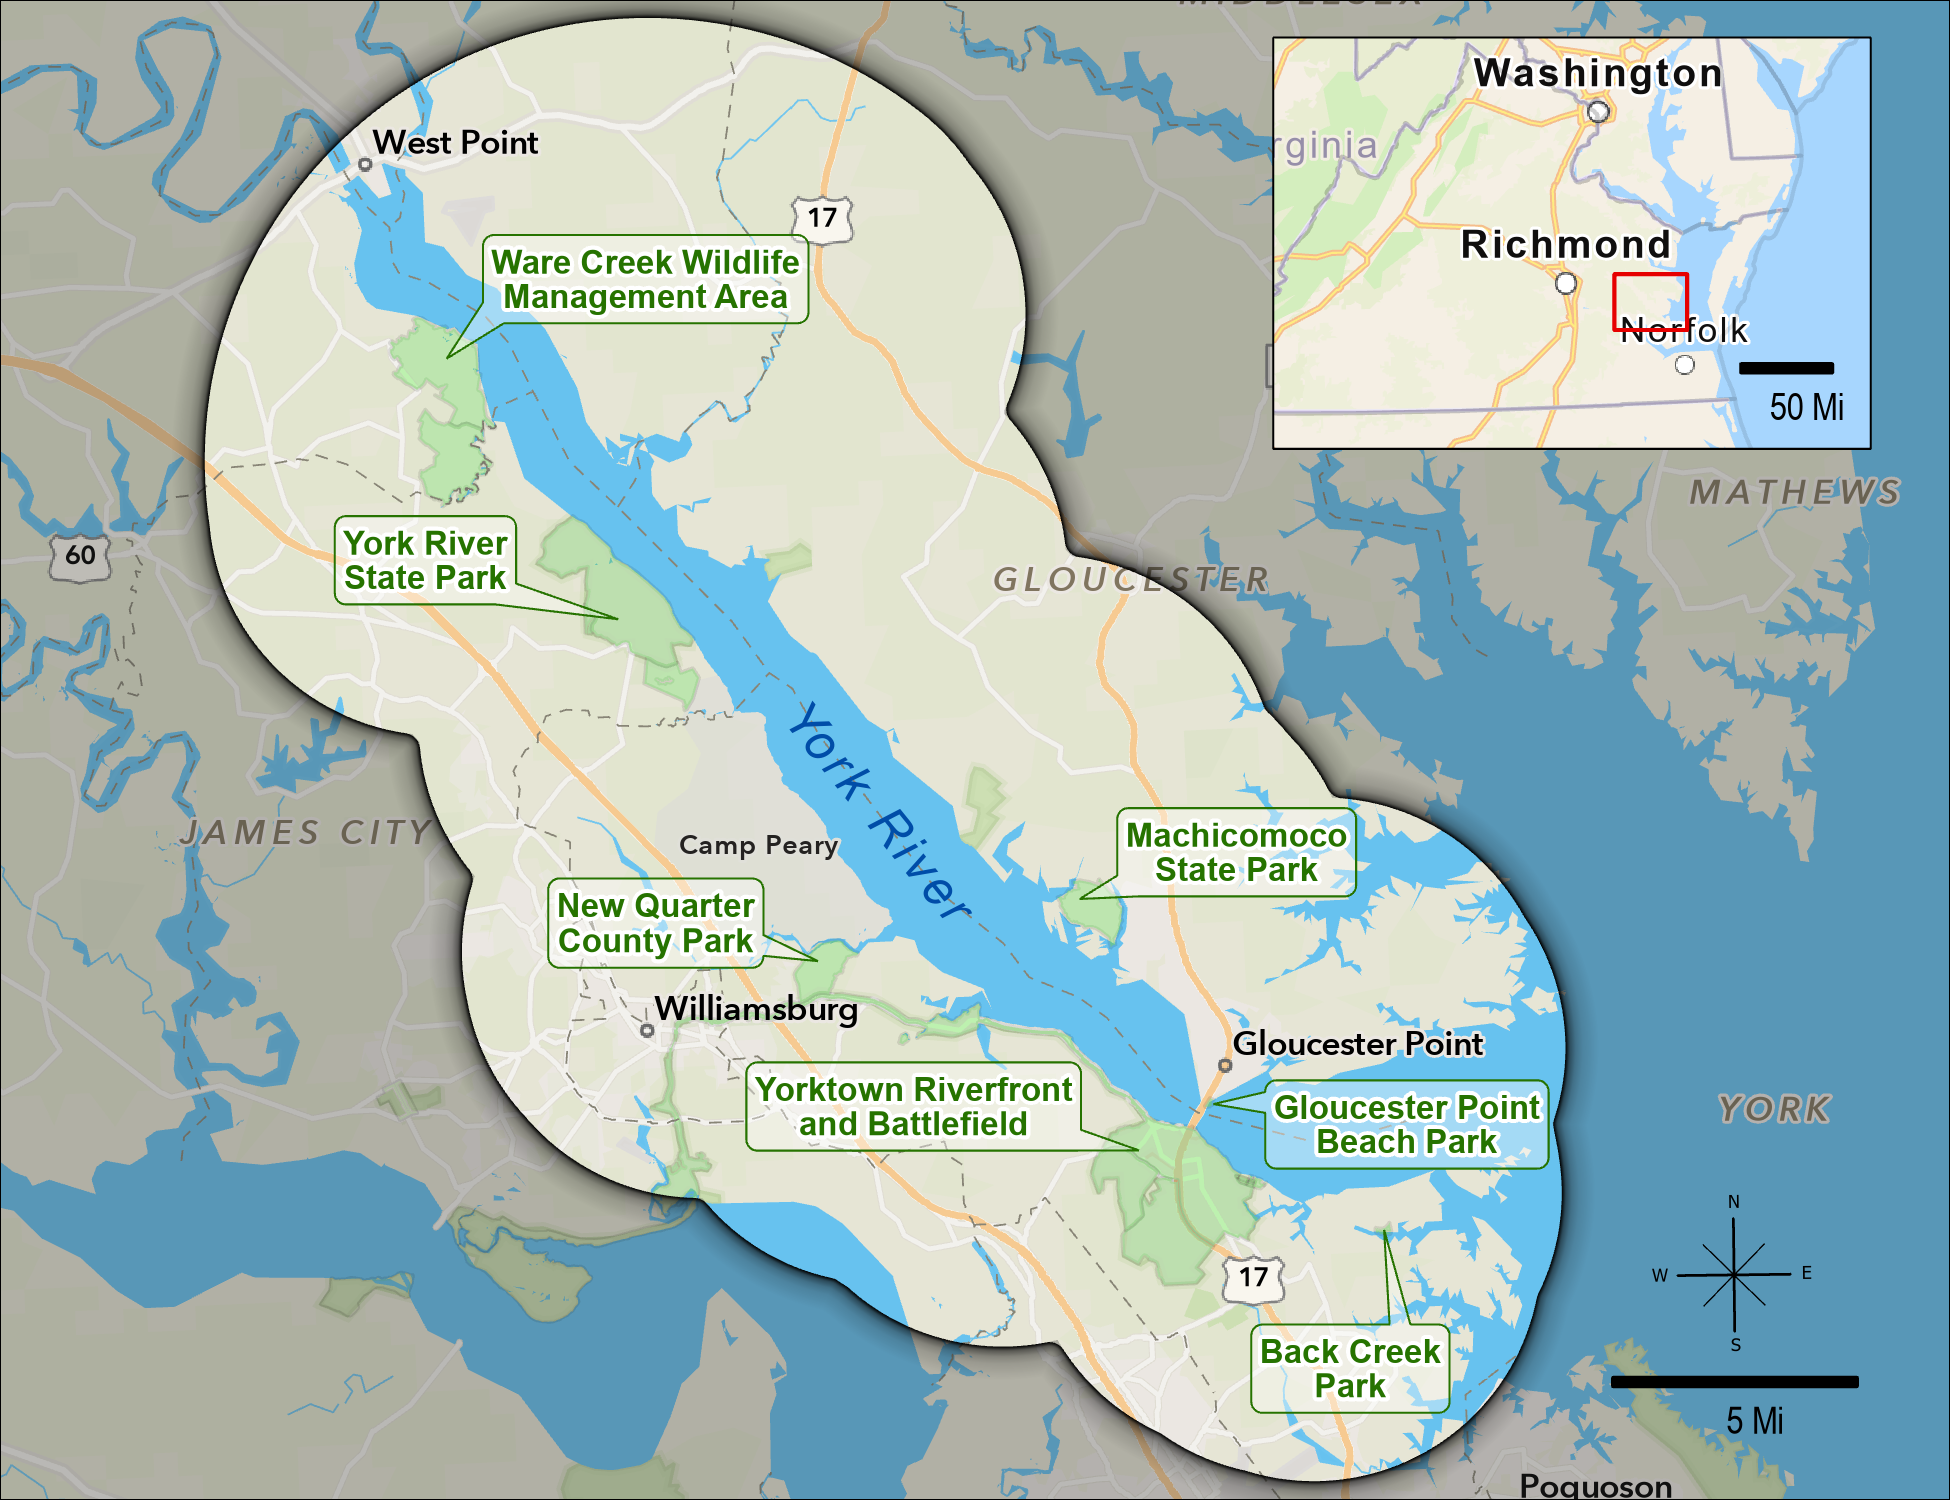 MIDDLESEX
Washington
rginia
West Point
17
Richmond
Ware Creek Wildlife
Management Area
Norfolk
50 Mi
MATHEWS
York River
State Park
60
GLOUCESTER
York River
JAMES CITY
Camp Peary
Machicomoco
State Park
New Quarter
County Park
Williamsburg
Gloucester Point
Yorktown Riverfront
and Battlefield
Gloucester Point
Beach Park
YORK
N
W
E
S
17
Back Creek
Park
5 Mi
Poquoson